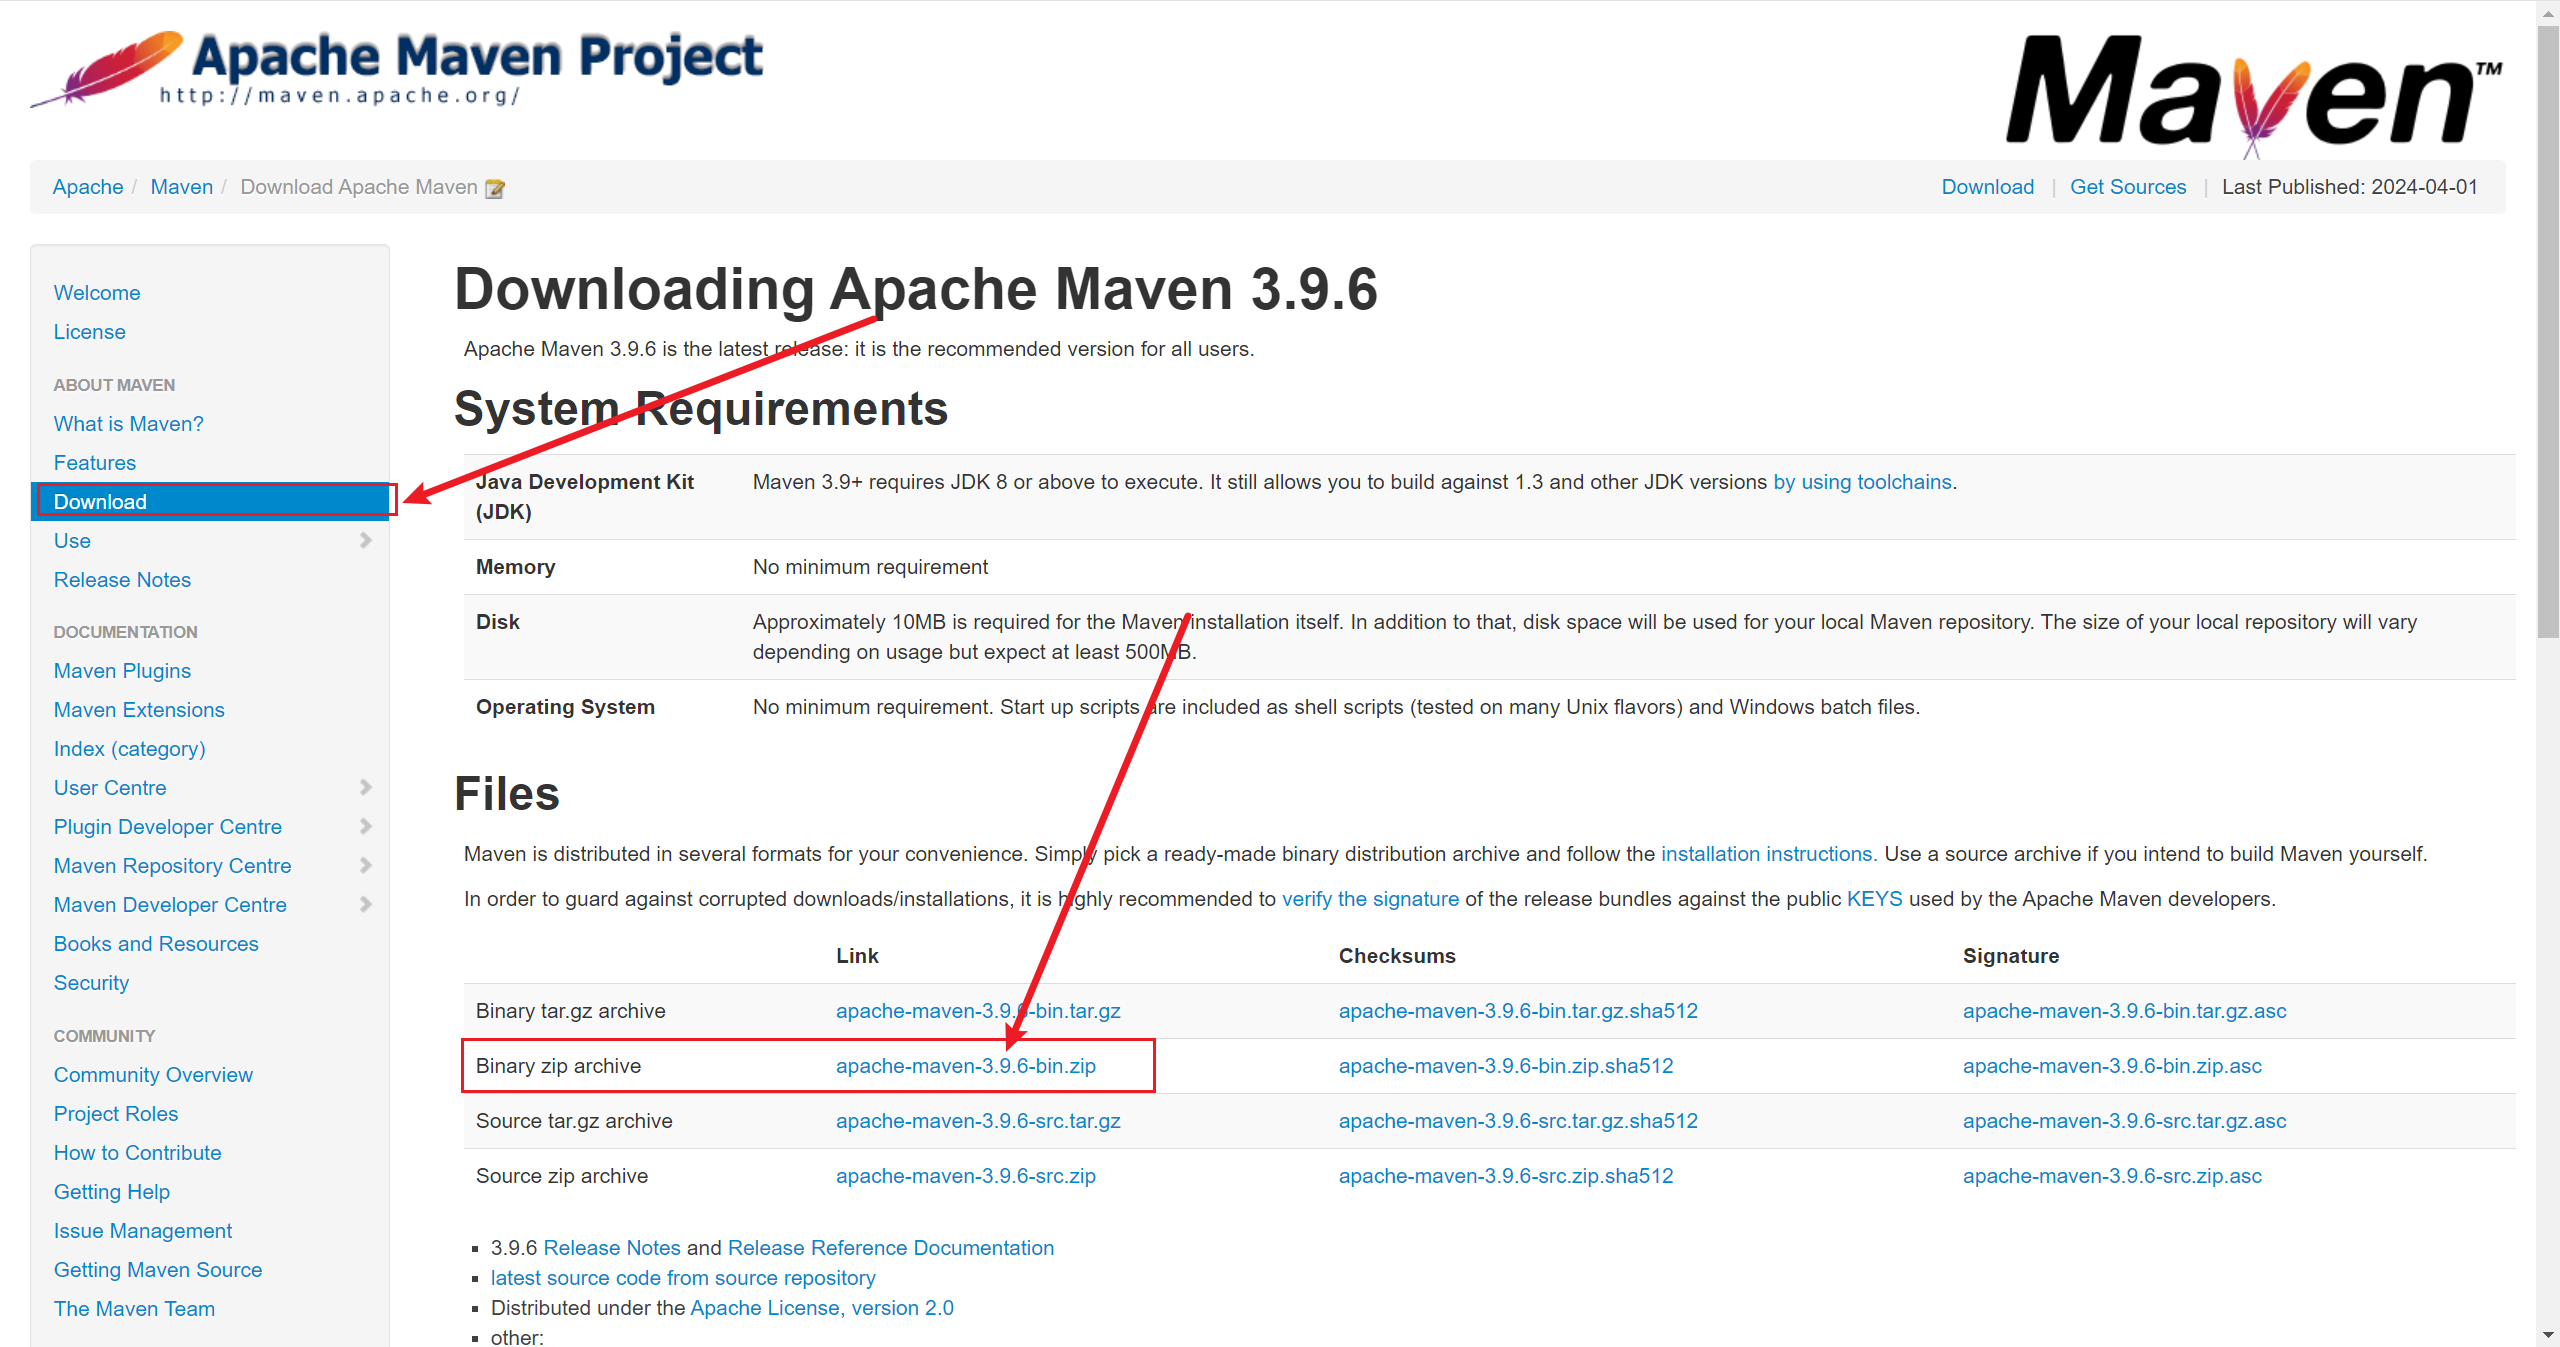 Apache Maven Project
http://maven.apache.org/
Maven™
Apache / Maven / Download Apache Maven
Download | Get Sources | Last Published: 2024-04-01
Welcome
License
ABOUT MAVEN
What is Maven?
Features
Download
Use
Release Notes
DOCUMENTATION
Maven Plugins
Maven Extensions
Index (category)
User Centre
Plugin Developer Centre
Maven Repository Centre
Maven Developer Centre
Books and Resources
Security
COMMUNITY
Community Overview
Project Roles
How to Contribute
Getting Help
Issue Management
Getting Maven Source
The Maven Team
Downloading Apache Maven 3.9.6
Apache Maven 3.9.6 is the latest release: it is the recommended version for all users.
System Requirements
Java Development Kit (JDK)
Maven 3.9+ requires JDK 8 or above to execute. It still allows you to build against 1.3 and other JDK versions by using toolchains.
Memory
No minimum requirement
Disk
Approximately 10MB is required for the Maven installation itself. In addition to that, disk space will be used for your local Maven repository. The size of your local repository will vary
depending on usage but expect at least 500MB.
Operating System
No minimum requirement. Start up scripts are included as shell scripts (tested on many Unix flavors) and Windows batch files.
Files
Maven is distributed in several formats for your convenience. Simply pick a ready-made binary distribution archive and follow the installation instructions. Use a source archive if you intend to build Maven yourself.
In order to guard against corrupted downloads/installations, it is highly recommended to verify the signature of the release bundles against the public KEYS used by the Apache Maven developers.
Link Checksums Signature
Binary tar.gz archive apache-maven-3.9.6-bin.tar.gz apache-maven-3.9.6-bin.tar.gz.sha512 apache-maven-3.9.6-bin.tar.gz.asc
Binary zip archive apache-maven-3.9.6-bin.zip apache-maven-3.9.6-bin.zip.sha512 apache-maven-3.9.6-bin.zip.asc
Source tar.gz archive apache-maven-3.9.6-src.tar.gz apache-maven-3.9.6-src.tar.gz.sha512 apache-maven-3.9.6-src.tar.gz.asc
Source zip archive apache-maven-3.9.6-src.zip apache-maven-3.9.6-src.zip.sha512 apache-maven-3.9.6-src.zip.asc
▪ 3.9.6 Release Notes and Release Reference Documentation
▪ latest source code from source repository
▪ Distributed under the Apache License, version 2.0
▪ other: